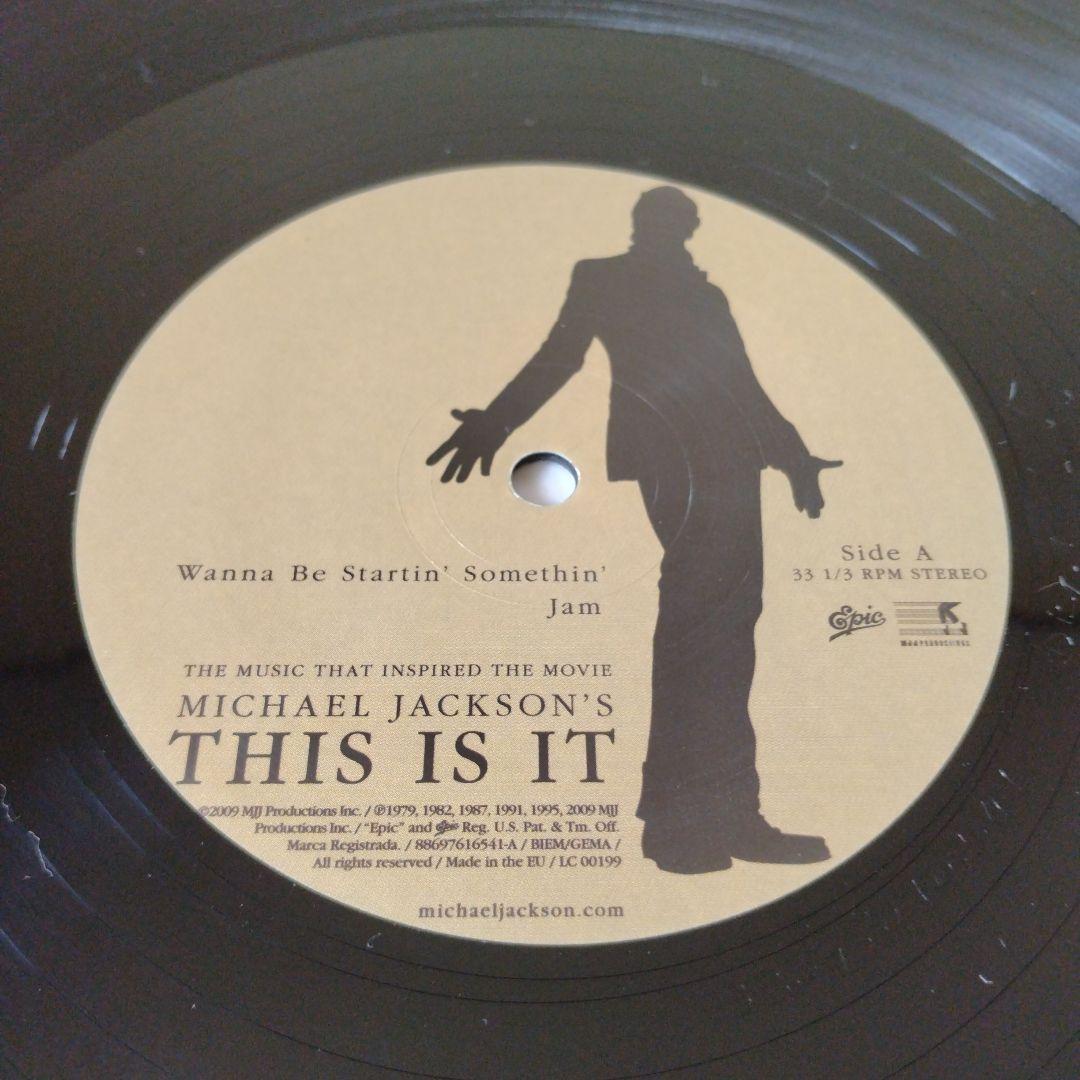 Wanna Be Startin' Somethin'
Jam
Side A
33 1/3 RPM STEREO
Epic
MJJ PRODUCTIONS
THE MUSIC THAT INSPIRED THE MOVIE
MICHAEL JACKSON'S
THIS IS IT
©2009 MJJ Productions Inc. / ℗1979, 1982, 1987, 1991, 1995, 2009 MJJ
Productions Inc. / "Epic" and Epic Reg. U.S. Pat. & Tm. Off.
Marca Registrada. / 88697616541-A / BIEM/GEMA /
All rights reserved / Made in the EU / LC 00199
michaeljackson.com